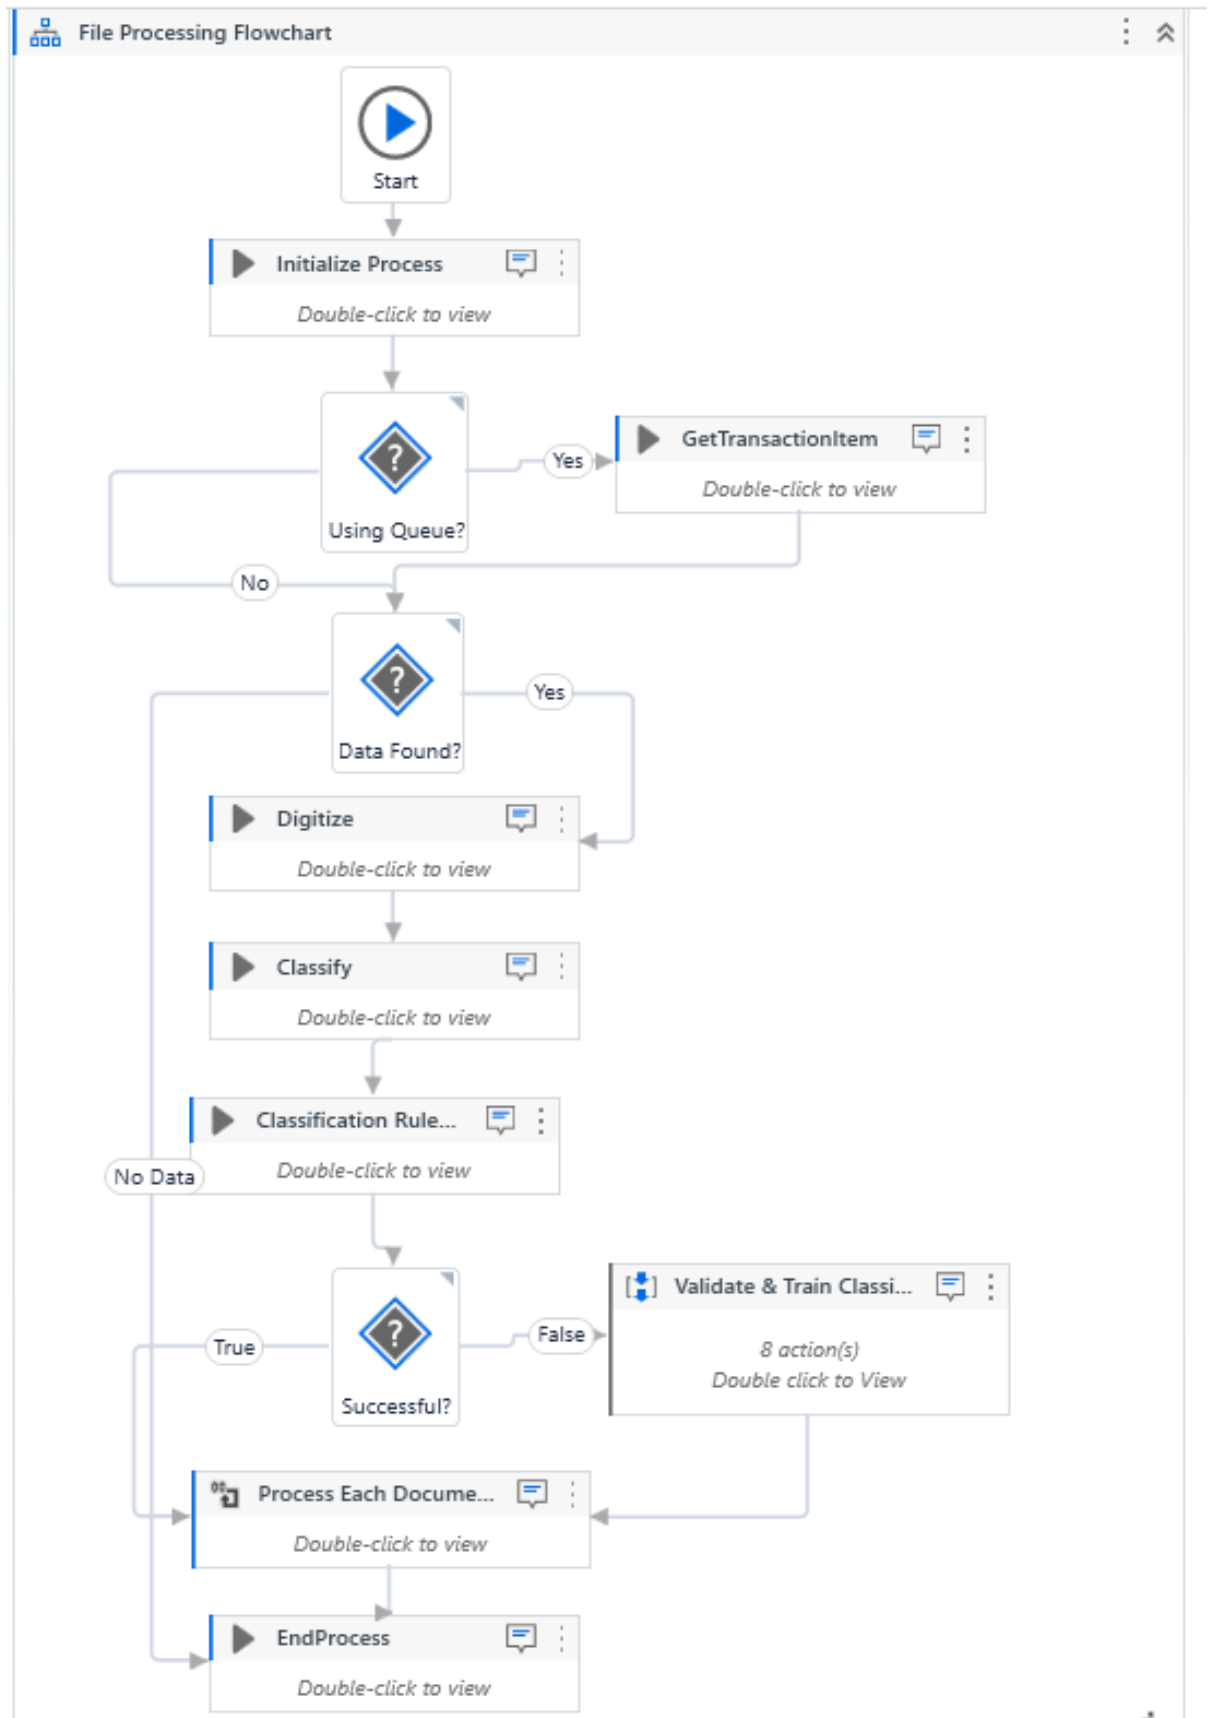 File Processing Flowchart
Start
Initialize Process
Double-click to view
Using Queue?
Yes
GetTransactionItem
Double-click to view
No
Data Found?
Yes
Digitize
Double-click to view
Classify
Double-click to view
Classification Rule...
Double-click to view
No Data
Successful?
True
False
Validate & Train Classi...
8 action(s)
Double click to View
Process Each Docume...
Double-click to view
EndProcess
Double-click to view